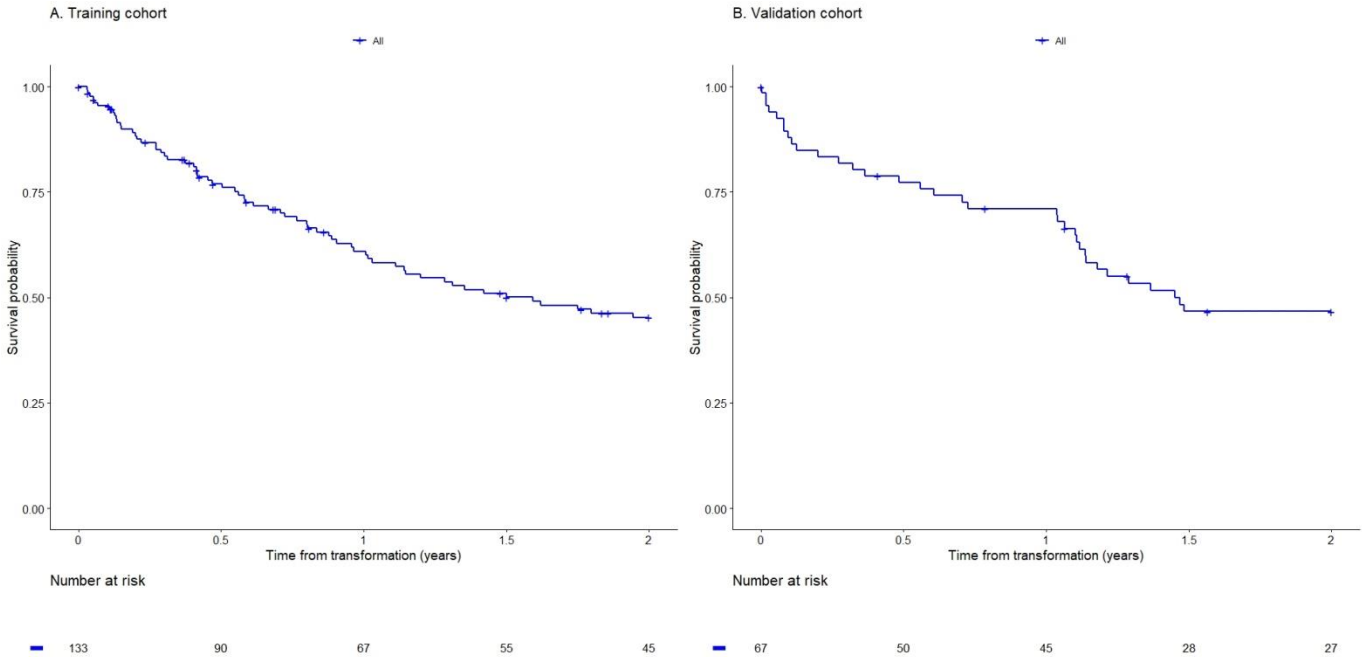 A. Training cohort
All
1.00
0.75
0.50
0.25
0.00
Survival probability
0 0.5 1 1.5 2
Time from transformation (years)
Number at risk
133 90 67 55 45
B. Validation cohort
All
1.00
0.75
0.50
0.25
0.00
Survival probability
0 0.5 1 1.5 2
Time from transformation (years)
Number at risk
67 50 45 28 27